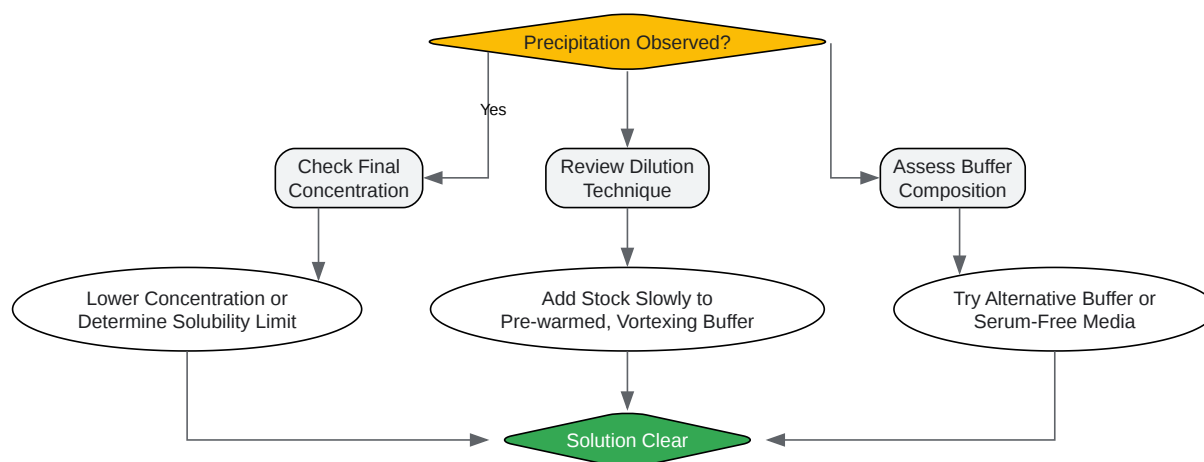 Precipitation Observed?
Yes
Check Final
Concentration
Review Dilution
Technique
Assess Buffer
Composition
Lower Concentration or
Determine Solubility Limit
Add Stock Slowly to
Pre-warmed, Vortexing Buffer
Try Alternative Buffer or
Serum-Free Media
Solution Clear